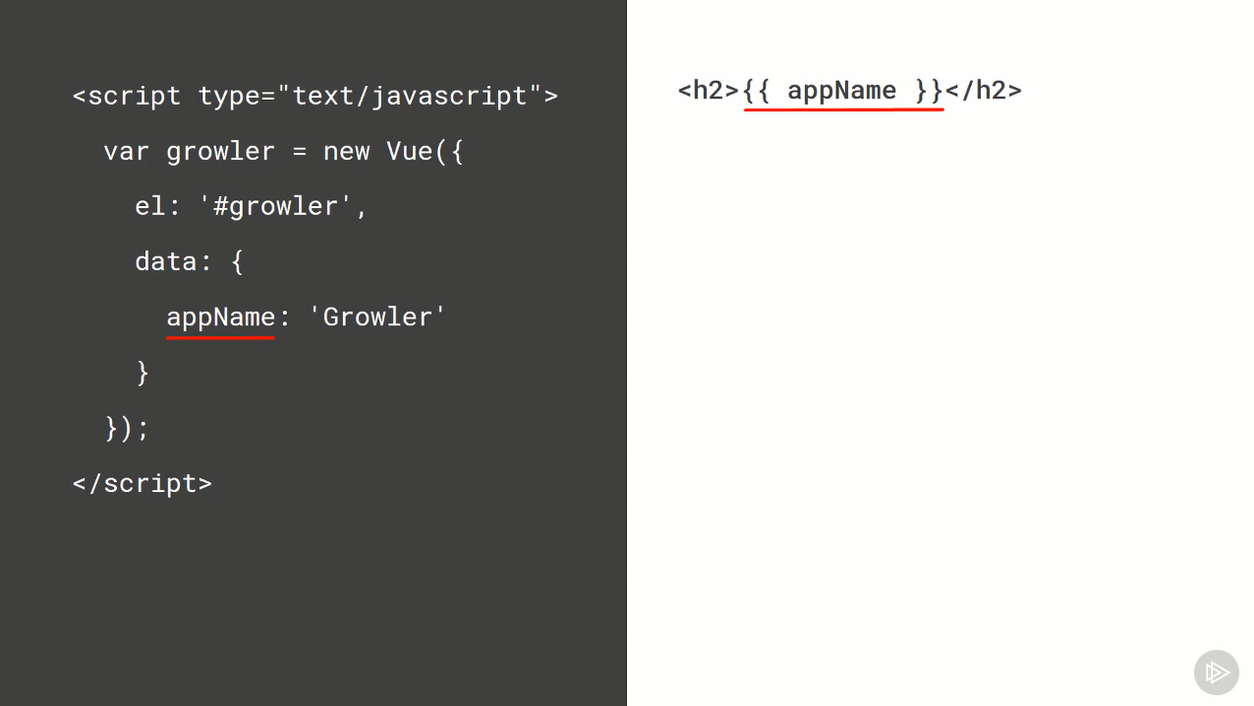 <script type="text/javascript">
var growler = new Vue({
el: '#growler',
data: {
appName: 'Growler'
}
});
</script>
<h2>{{ appName }}</h2>